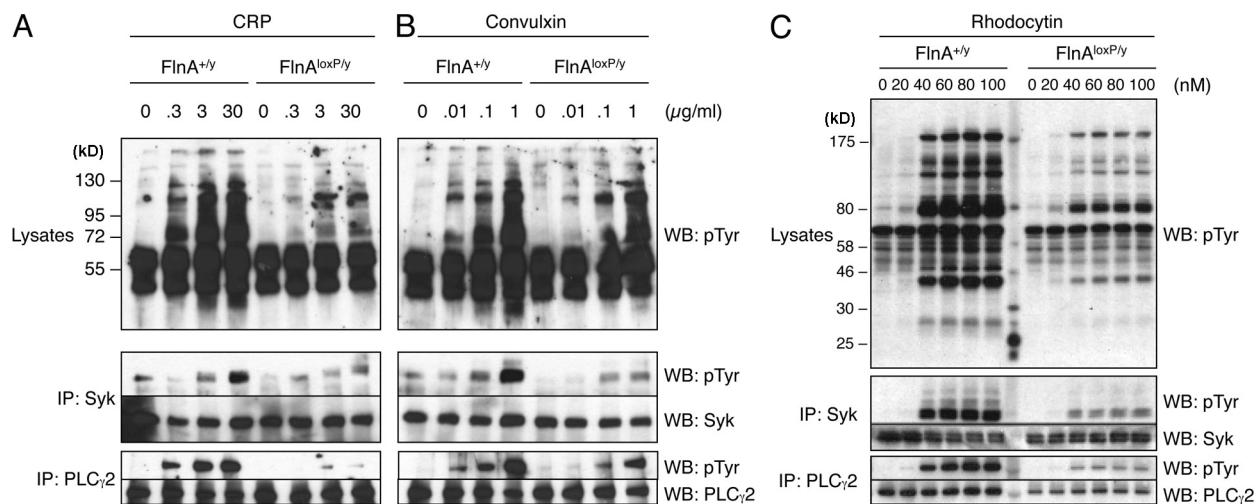 A CRP B Convulxin C Rhodocytin
FlnA+/y FlnAloxP/y FlnA+/y FlnAloxP/y FlnA+/y FlnAloxP/y
0 .3 3 30 0 .3 3 30 0 .01 .1 1 0 .01 .1 1 (µg/ml)
0 20 40 60 80 100 0 20 40 60 80 100 (nM)
(kD)
130
95
Lysates 72 WB: pTyr
55
(kD)
175
80
Lysates WB: pTyr
58
46
30
25
WB: pTyr
IP: Syk
WB: Syk
WB: pTyr
IP: PLCγ2
WB: PLCγ2
WB: pTyr
IP: Syk
WB: Syk
WB: pTyr
IP: PLCγ2
WB: PLCγ2